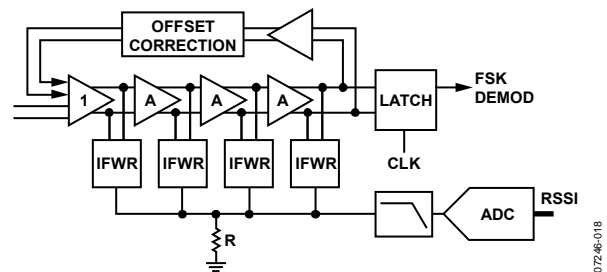 OFFSET
CORRECTION
1
A
A
A
LATCH
FSK
DEMOD
CLK
IFWR
IFWR
IFWR
IFWR
R
ADC
RSSI
07246-018